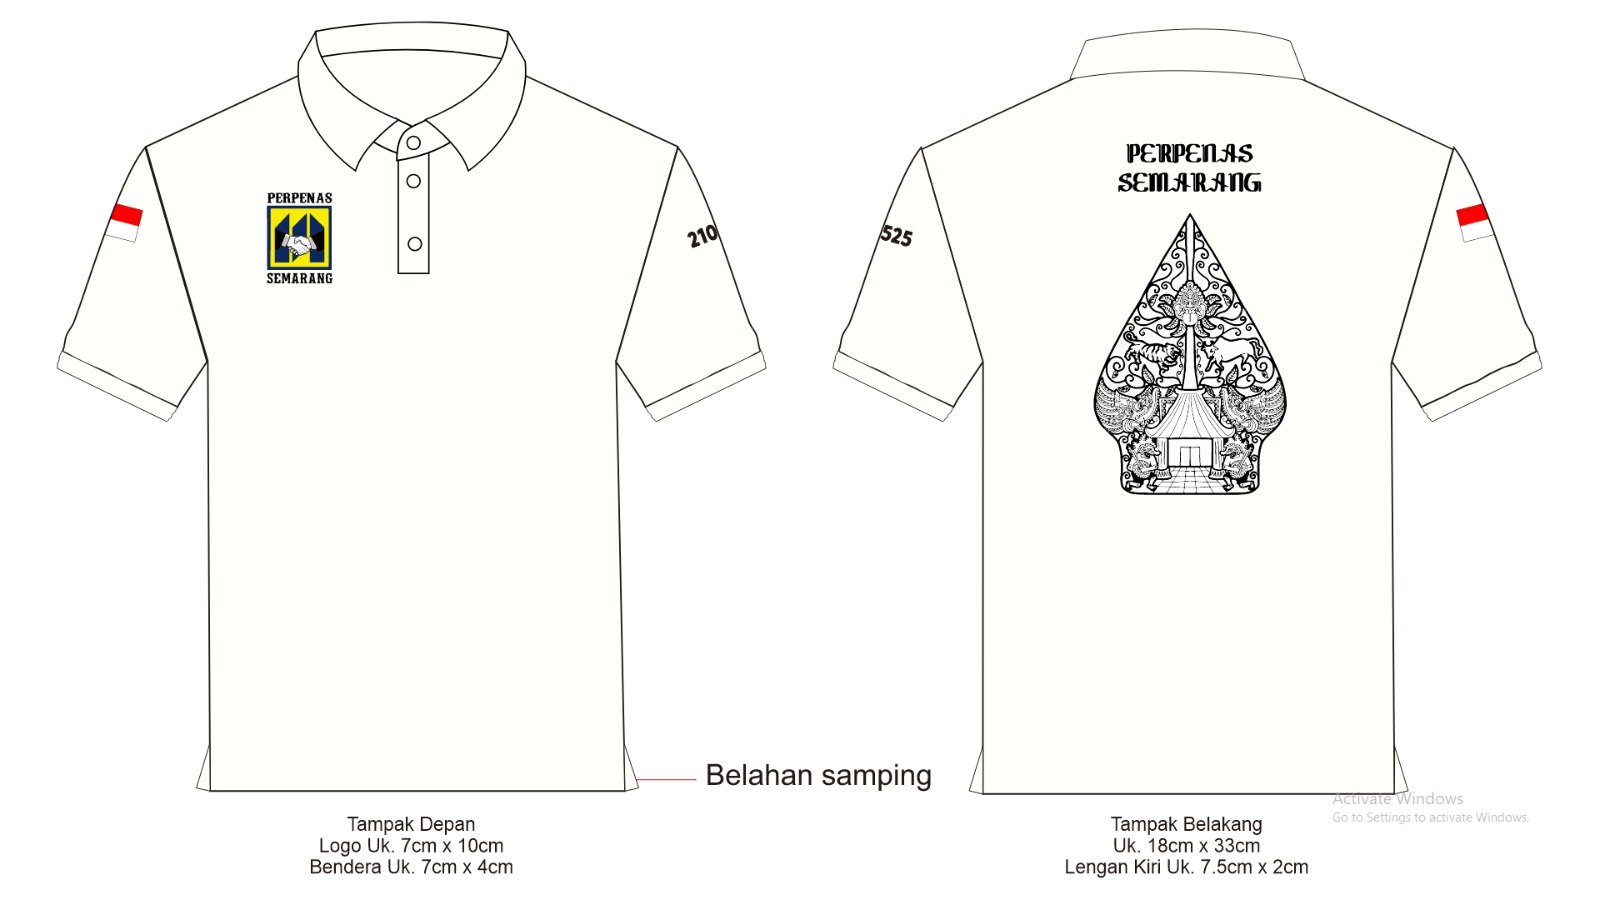 PERPENAS
SEMARANG
210
Belahan samping
Tampak Depan
Logo Uk. 7cm x 10cm
Bendera Uk. 7cm x 4cm
PERPENAS
SEMARANG
525
Activate Windows
Go to Settings to activate Windows.
Tampak Belakang
Uk. 18cm x 33cm
Lengan Kiri Uk. 7.5cm x 2cm